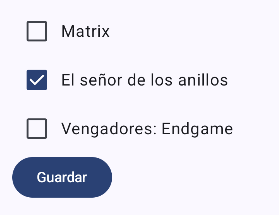 Matrix
El señor de los anillos
Vengadores: Endgame
Guardar